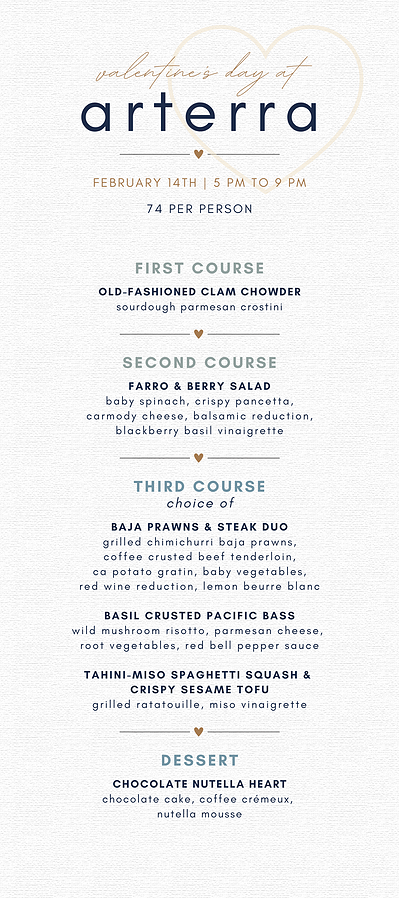 valentine's day at
arterra
FEBRUARY 14TH | 5 PM TO 9 PM
74 PER PERSON
FIRST COURSE
OLD-FASHIONED CLAM CHOWDER
sourdough parmesan crostini
SECOND COURSE
FARRO & BERRY SALAD
baby spinach, crispy pancetta,
carmody cheese, balsamic reduction,
blackberry basil vinaigrette
THIRD COURSE
choice of
BAJA PRAWNS & STEAK DUO
grilled chimichurri baja prawns,
coffee crusted beef tenderloin,
ca potato gratin, baby vegetables,
red wine reduction, lemon beurre blanc
BASIL CRUSTED PACIFIC BASS
wild mushroom risotto, parmesan cheese,
root vegetables, red bell pepper sauce
TAHINI-MISO SPAGHETTI SQUASH &
CRISPY SESAME TOFU
grilled ratatouille, miso vinaigrette
DESSERT
CHOCOLATE NUTELLA HEART
chocolate cake, coffee crémeux,
nutella mousse